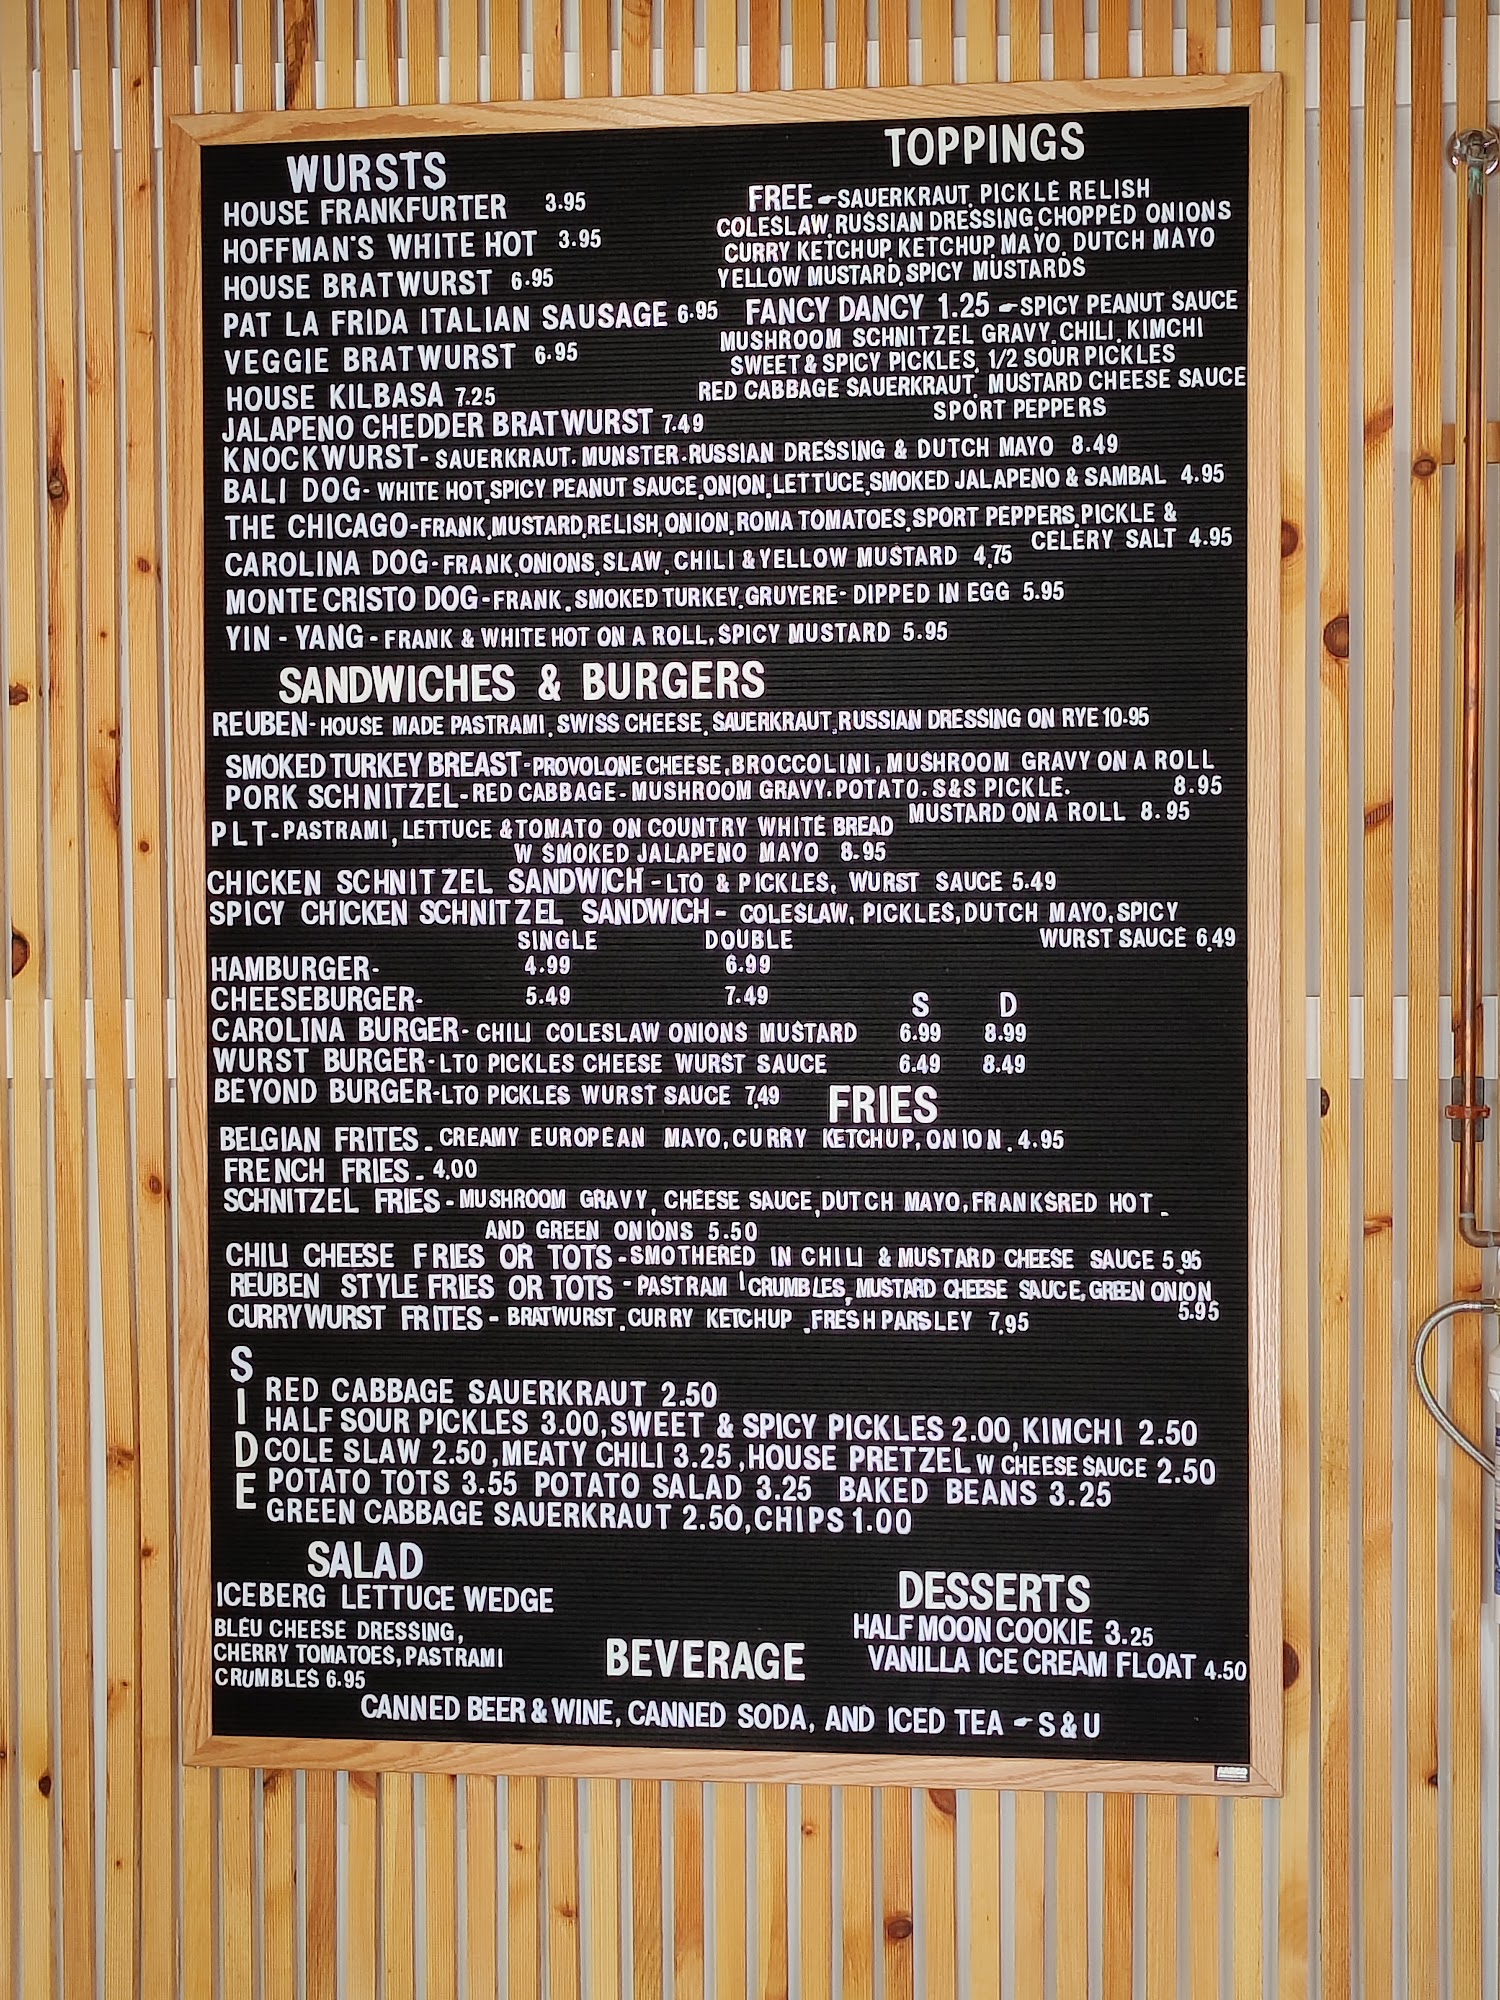 WURSTS
HOUSE FRANKFURTER 3.95
HOFFMAN'S WHITE HOT 3.95
HOUSE BRATWURST 6.95
PAT LA FRIDA ITALIAN SAUSAGE 6.95
VEGGIE BRATWURST 6.95
HOUSE KILBASA 7.25
JALAPENO CHEDDER BRATWURST 7.49
TOPPINGS
FREE - SAUERKRAUT, PICKLE RELISH
COLESLAW, RUSSIAN DRESSING, CHOPPED ONIONS
CURRY KETCHUP, KETCHUP, MAYO, DUTCH MAYO
YELLOW MUSTARD, SPICY MUSTARDS
FANCY DANCY 1.25 - SPICY PEANUT SAUCE
MUSHROOM SCHNITZEL GRAVY, CHILI, KIMCHI
SWEET & SPICY PICKLES, 1/2 SOUR PICKLES
RED CABBAGE SAUERKRAUT, MUSTARD CHEESE SAUCE
SPORT PEPPERS
KNOCKWURST- SAUERKRAUT. MUNSTER. RUSSIAN DRESSING & DUTCH MAYO 8.49
BALI DOG- WHITE HOT, SPICY PEANUT SAUCE, ONION, LETTUCE, SMOKED JALAPENO & SAMBAL 4.95
THE CHICAGO-FRANK, MUSTARD, RELISH, ONION, ROMA TOMATOES, SPORT PEPPERS, PICKLE &
CELERY SALT 4.95
CAROLINA DOG-FRANK, ONIONS, SLAW, CHILI & YELLOW MUSTARD 4.75
MONTE CRISTO DOG-FRANK, SMOKED TURKEY, GRUYERE- DIPPED IN EGG 5.95
YIN - YANG - FRANK & WHITE HOT ON A ROLL, SPICY MUSTARD 5.95
SANDWICHES & BURGERS
REUBEN- HOUSE MADE PASTRAMI, SWISS CHEESE, SAUERKRAUT, RUSSIAN DRESSING ON RYE 10.95
SMOKED TURKEY BREAST-PROVOLONE CHEESE, BROCCOLINI, MUSHROOM GRAVY ON A ROLL
8.95
PORK SCHNITZEL-RED CABBAGE- MUSHROOM GRAVY. POTATO. S&S PICKLE.
MUSTARD ON A ROLL 8.95
PLT-PASTRAMI, LETTUCE & TOMATO ON COUNTRY WHITE BREAD
W SMOKED JALAPENO MAYO 8.95
CHICKEN SCHNITZEL SANDWICH - LTO & PICKLES, WURST SAUCE 5.49
SPICY CHICKEN SCHNITZEL SANDWICH- COLESLAW, PICKLES, DUTCH MAYO, SPICY
WURST SAUCE 6.49
SINGLE DOUBLE
HAMBURGER- 4.99 6.99
CHEESEBURGER- 5.49 7.49
S D
CAROLINA BURGER- CHILI COLESLAW ONIONS MUSTARD 6.99 8.99
WURST BURGER-LTO PICKLES CHEESE WURST SAUCE 6.49 8.49
BEYOND BURGER-LTO PICKLES WURST SAUCE 7.49
FRIES
BELGIAN FRITES - CREAMY EUROPEAN MAYO, CURRY KETCHUP, ONION. 4.95
FRENCH FRIES - 4.00
SCHNITZEL FRIES - MUSHROOM GRAVY, CHEESE SAUCE, DUTCH MAYO, FRANKSRED HOT -
AND GREEN ONIONS 5.50
CHILI CHEESE FRIES OR TOTS -SMOTHERED IN CHILI & MUSTARD CHEESE SAUCE 5.95
REUBEN STYLE FRIES OR TOTS - PASTRAMI CRUMBLES, MUSTARD CHEESE SAUCE, GREEN ONION,
5.95
CURRYWURST FRITES - BRATWURST, CURRY KETCHUP, FRESH PARSLEY 7.95
SIDE
RED CABBAGE SAUERKRAUT 2.50
HALF SOUR PICKLES 3.00, SWEET & SPICY PICKLES 2.00, KIMCHI 2.50
COLE SLAW 2.50, MEATY CHILI 3.25, HOUSE PRETZEL W CHEESE SAUCE 2.50
POTATO TOTS 3.55 POTATO SALAD 3.25 BAKED BEANS 3.25
GREEN CABBAGE SAUERKRAUT 2.50, CHIPS 1.00
SALAD
ICEBERG LETTUCE WEDGE
BLEU CHEESE DRESSING,
CHERRY TOMATOES, PASTRAMI
CRUMBLES 6.95
DESSERTS
HALF MOON COOKIE 3.25
VANILLA ICE CREAM FLOAT 4.50
BEVERAGE
CANNED BEER & WINE, CANNED SODA, AND ICED TEA - S & U